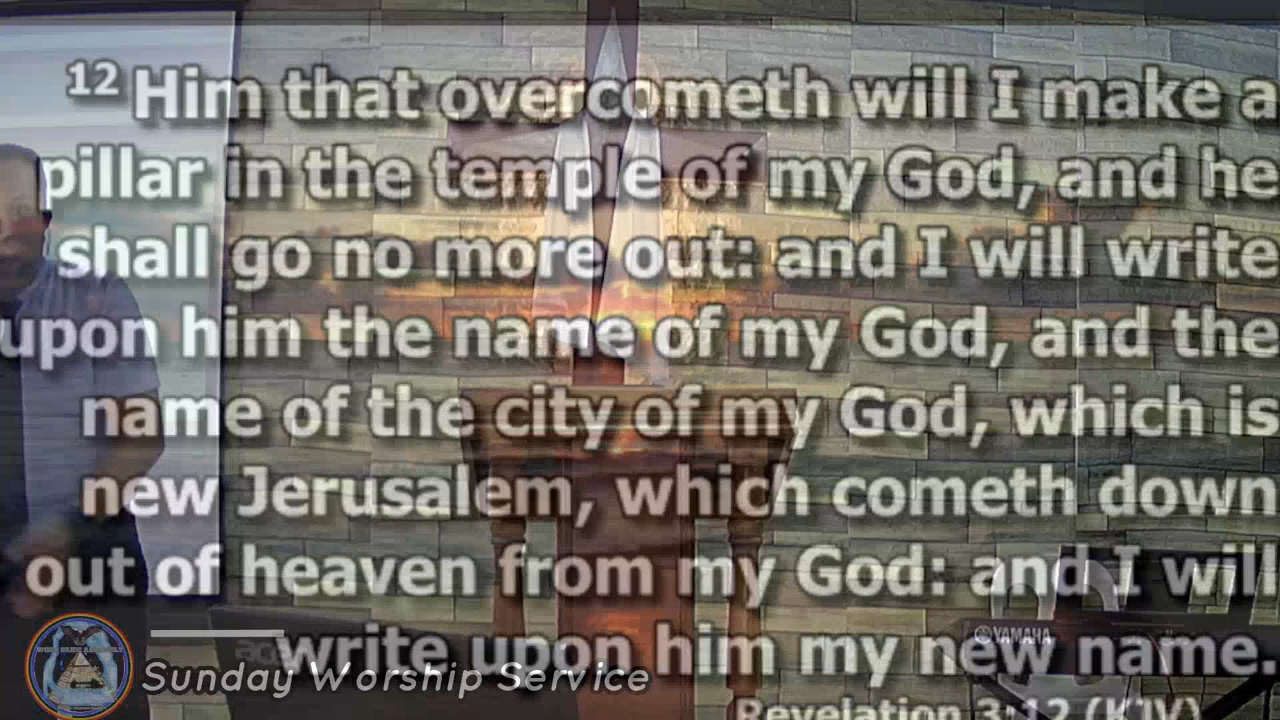 12 Him that overcometh will I make a
pillar in the temple of my God, and he
shall go no more out: and I will write
upon him the name of my God, and the
name of the city of my God, which is
new Jerusalem, which cometh down
out of heaven from my God: and I will
write upon him my new name.
Revelation 3:12 (KJV)
Sunday Worship Service
YAMAHA
acer